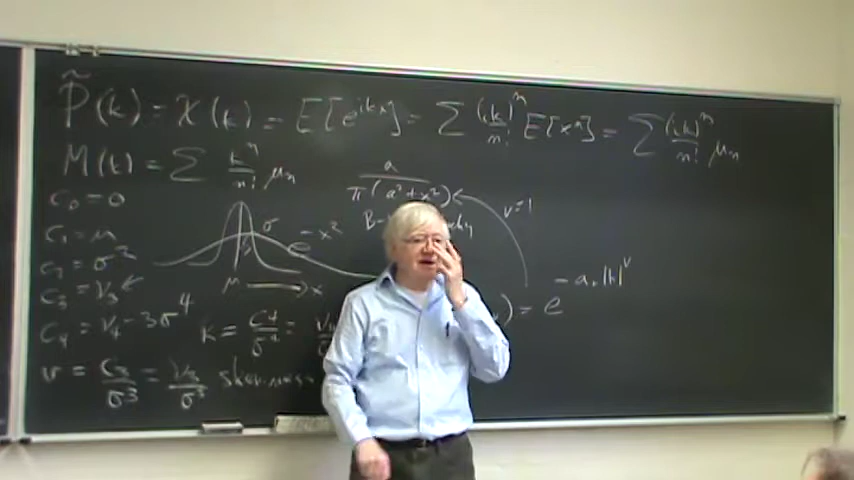 P̃(k) = χ(k) = E[e^{ikx}] = Σ (ik)^n/n! E[x^n] = Σ (ik)^n/n! μ_n
M(k) = Σ k^n/n! μ_n
a/π(a²+x²)
ν=1
C₀ = 0
B-
hy
C₁ = μ
σ
e^{-x²}
C₂ = σ²
C₃ = ν₃ ←
μ → x
) = e^{-a·|k|^ν}
C₄ = ν₄ - 3σ⁴
K = C₄/σ⁴ =
ν = C₃/σ³ = ν₃/σ³ skewness